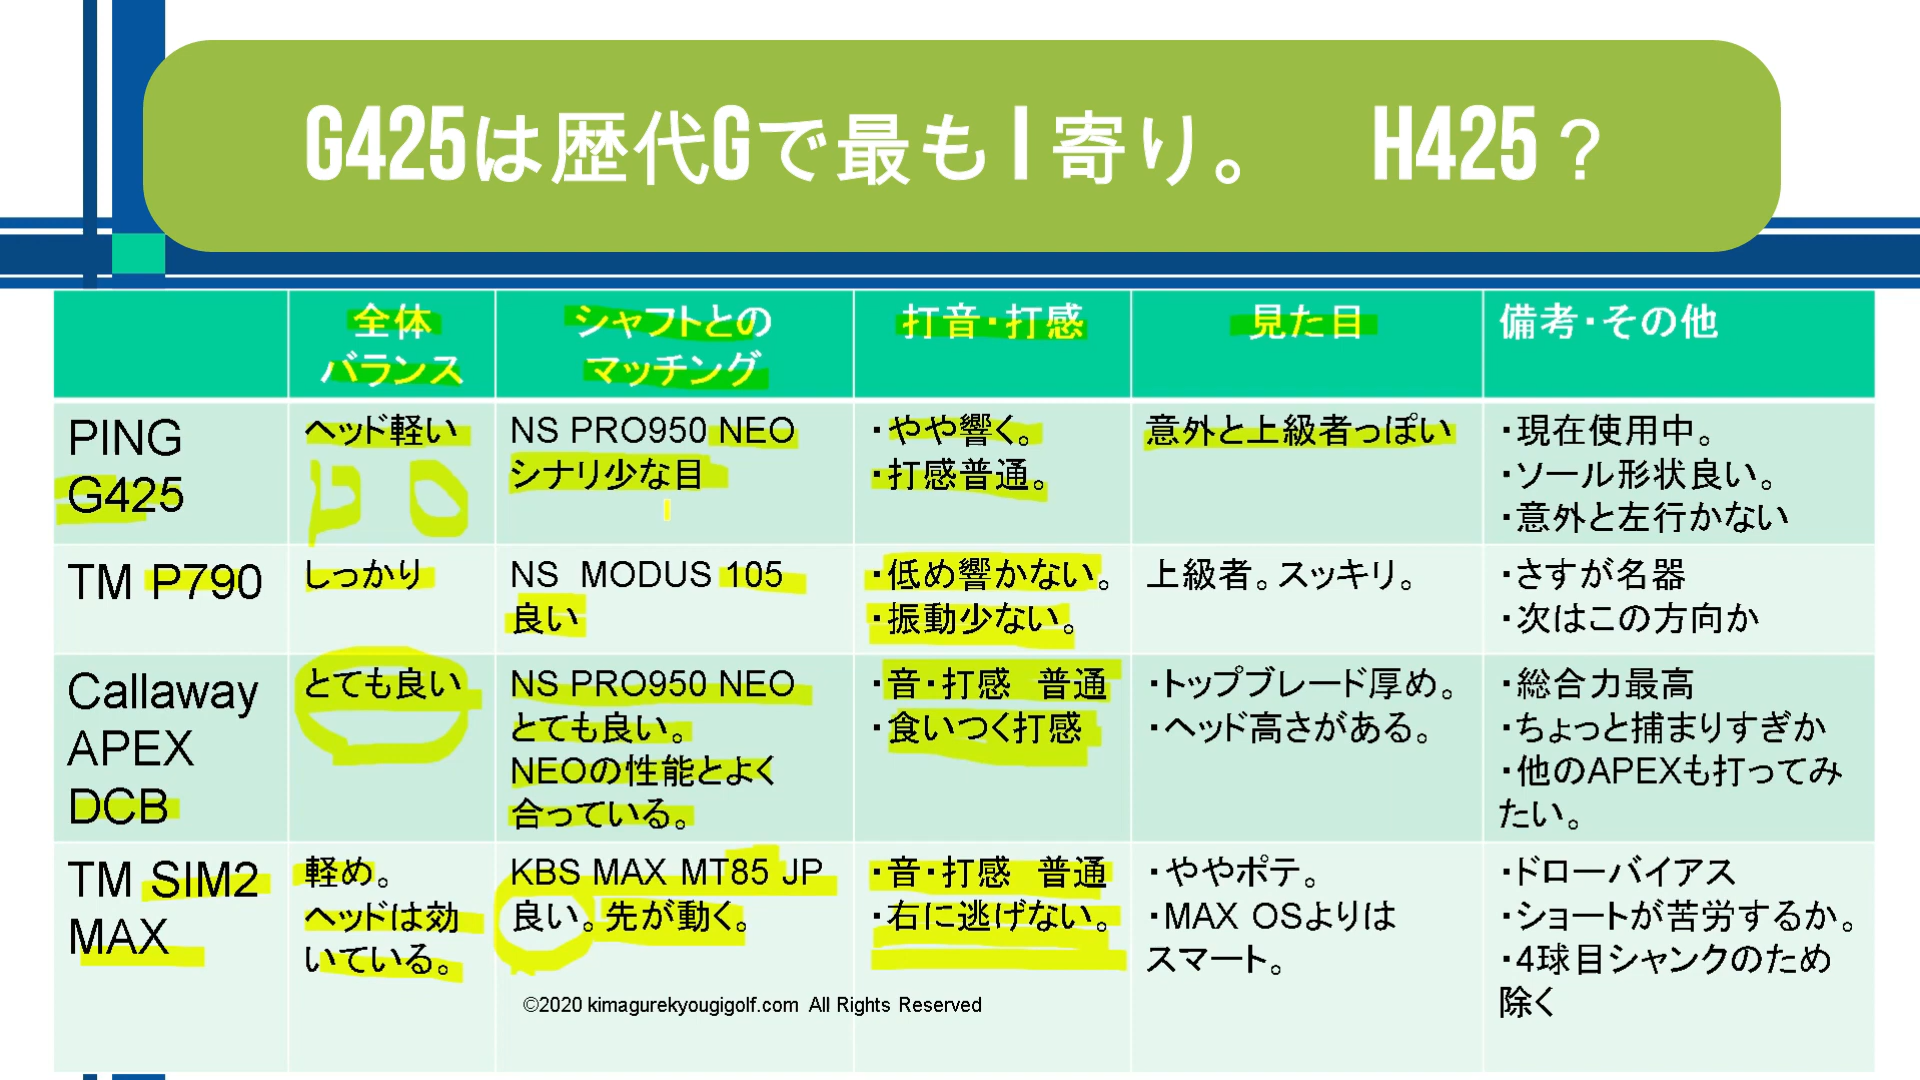 G425は歴代Gで最もI寄り。　H425？
全体
バランス
シャフトとの
マッチング
打音・打感
見た目
備考・その他
PING
G425
ヘッド軽い
NS PRO950 NEO
シナリ少な目
・やや響く。
・打感普通。
意外と上級者っぽい
・現在使用中。
・ソール形状良い。
・意外と左行かない
TM P790
しっかり
NS MODUS 105
良い
・低め響かない。
・振動少ない。
上級者。スッキリ。
・さすが名器
・次はこの方向か
Callaway
APEX
DCB
とても良い
NS PRO950 NEO
とても良い。
NEOの性能とよく
合っている。
・音・打感　普通
・食いつく打感
・トップブレード厚め。
・ヘッド高さがある。
・総合力最高
・ちょっと捕まりすぎか
・他のAPEXも打ってみ
たい。
TM SIM2
MAX
軽め。
ヘッドは効
いている。
KBS MAX MT85 JP
良い。先が動く。
・音・打感　普通
・右に逃げない。
・ややポテ。
・MAX OSよりは
スマート。
・ドローバイアス
・ショートが苦労するか。
・4球目シャンクのため
除く
©2020 kimagurekyougigolf.com All Rights Reserved